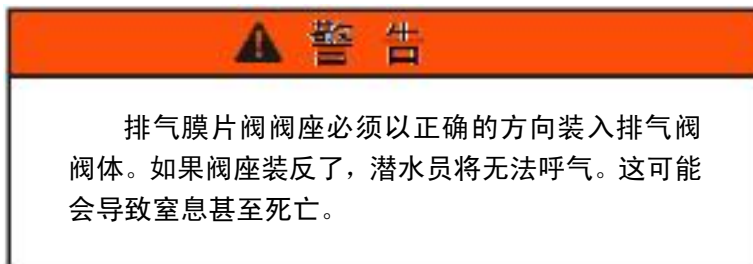 警告
排气膜片阀阀座必须以正确的方向装入排气阀
阀体。如果阀座装反了，潜水员将无法呼气。这可能
会导致窒息甚至死亡。